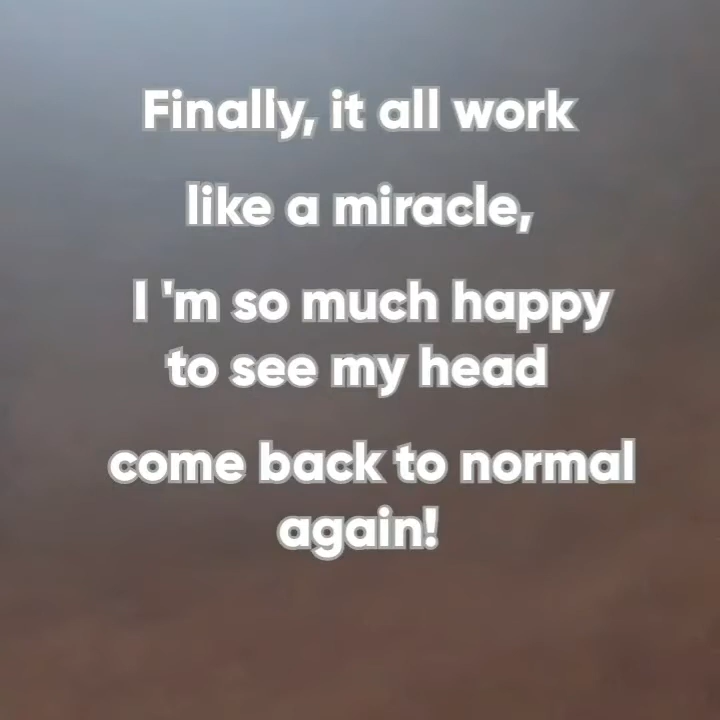 Finally, it all work
like a miracle,
I 'm so much happy
to see my head
come back to normal
again!